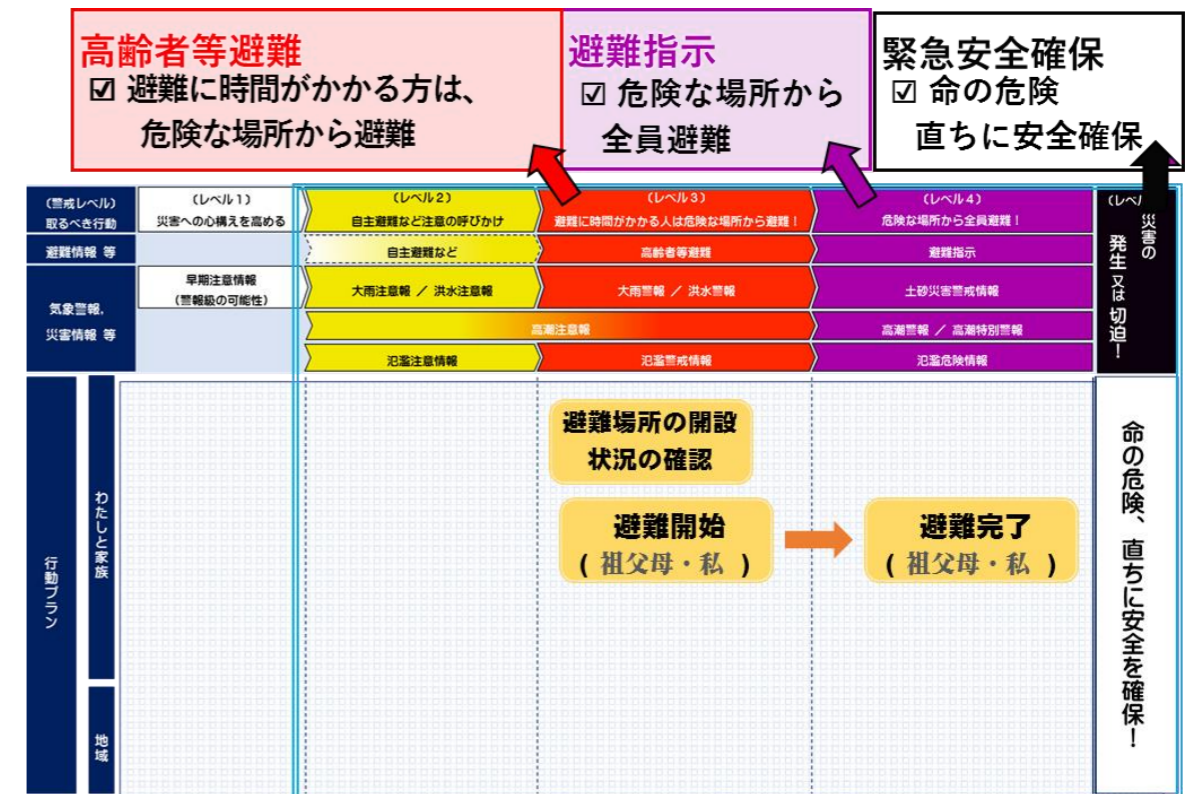 高齢者等避難
☑ 避難に時間がかかる方は、
危険な場所から避難
避難指示
☑ 危険な場所から
全員避難
緊急安全確保
☑ 命の危険
直ちに安全確保
(警戒レベル)
取るべき行動
(レベル1)
災害への心構えを高める
(レベル2)
自主避難など注意の呼びかけ
(レベル3)
避難に時間がかかる人は危険な場所から避難!
(レベル4)
危険な場所から全員避難!
(レベル
災害の
発生又は切迫!
避難情報 等
自主避難など
高齢者等避難
避難指示
気象警報、
災害情報 等
早期注意情報
(警報級の可能性)
大雨注意報 / 洪水注意報
大雨警報 / 洪水警報
土砂災害警戒情報
高潮注意報
高潮警報 / 高潮特別警報
氾濫注意情報
氾濫警戒情報
氾濫危険情報
行動プラン
わたしと家族
地域
避難場所の開設
状況の確認
避難開始
(祖父母・私 )
避難完了
(祖父母・私 )
命の危険、直ちに安全を確保!